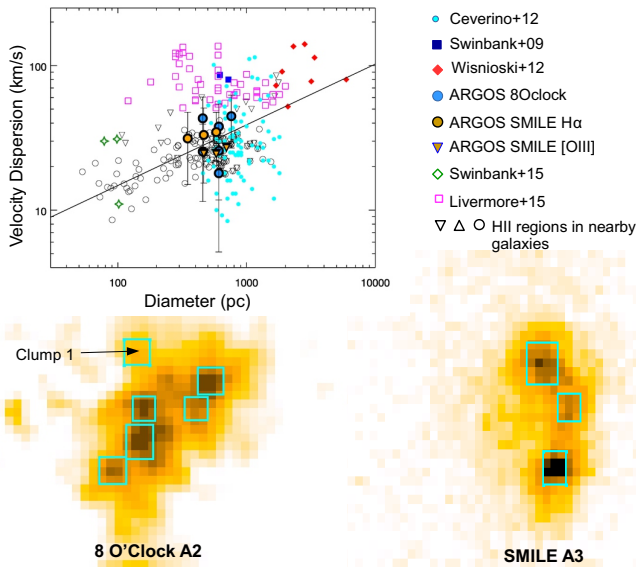 Velocity Dispersion (km/s)
100
10
100
1000
10000
Diameter (pc)
Ceverino+12
Swinbank+09
Wisnioski+12
ARGOS 8Oclock
ARGOS SMILE Hα
ARGOS SMILE [OIII]
Swinbank+15
Livermore+15
HII regions in nearby
galaxies
Clump 1
8 O'Clock A2
SMILE A3